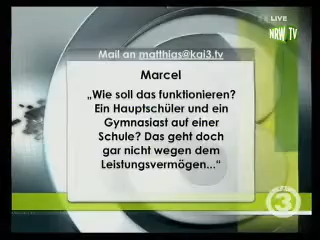 LIVE
NRW TV
Mail an matthias@kai3.tv
Marcel
„Wie soll das funktionieren?
Ein Hauptschüler und ein
Gymnasiast auf einer
Schule? Das geht doch
gar nicht wegen dem
Leistungsvermögen...“
3